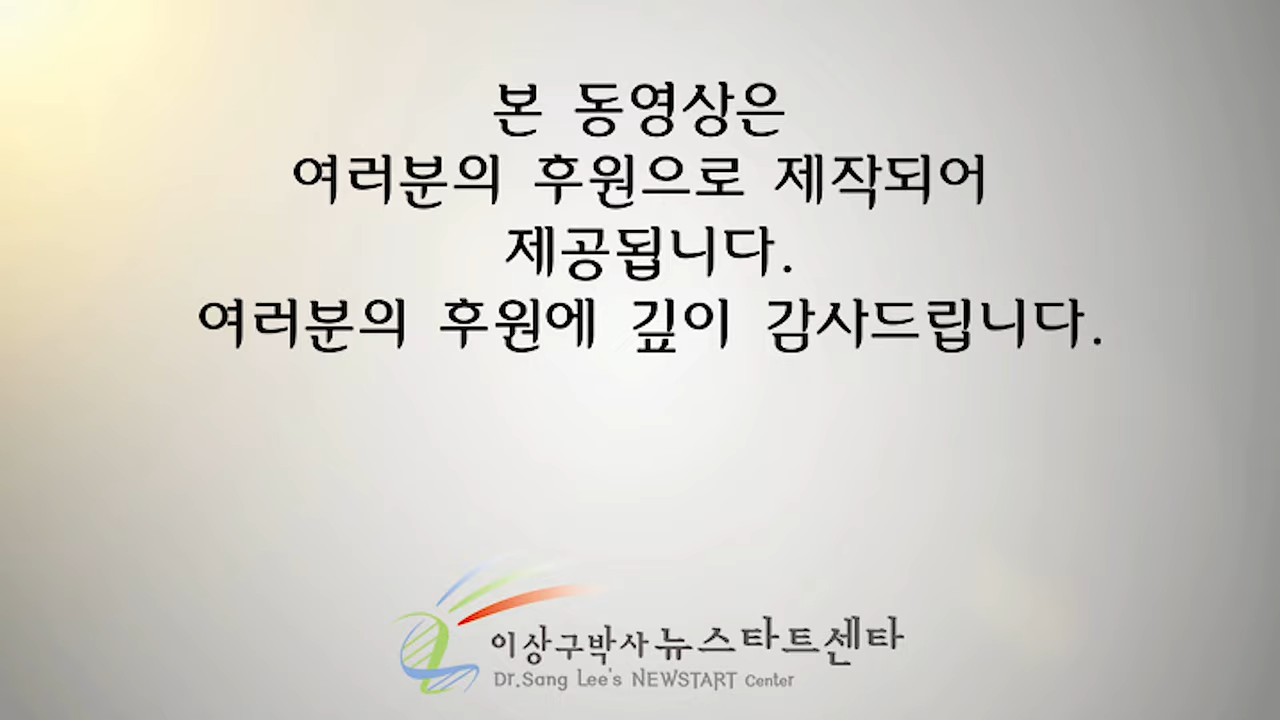 본 동영상은
여러분의 후원으로 제작되어
제공됩니다.
여러분의 후원에 깊이 감사드립니다.
이상구박사 뉴스타트센타
Dr.Sang Lee's NEWSTART Center